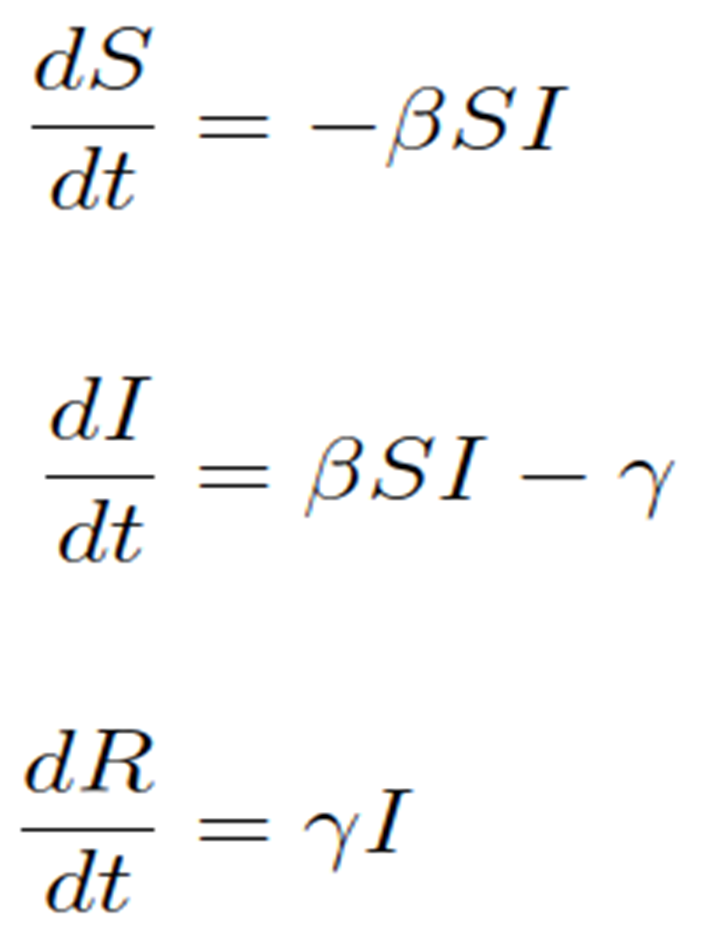 dS/dt = −βSI
dI/dt = βSI − γ
dR/dt = γI